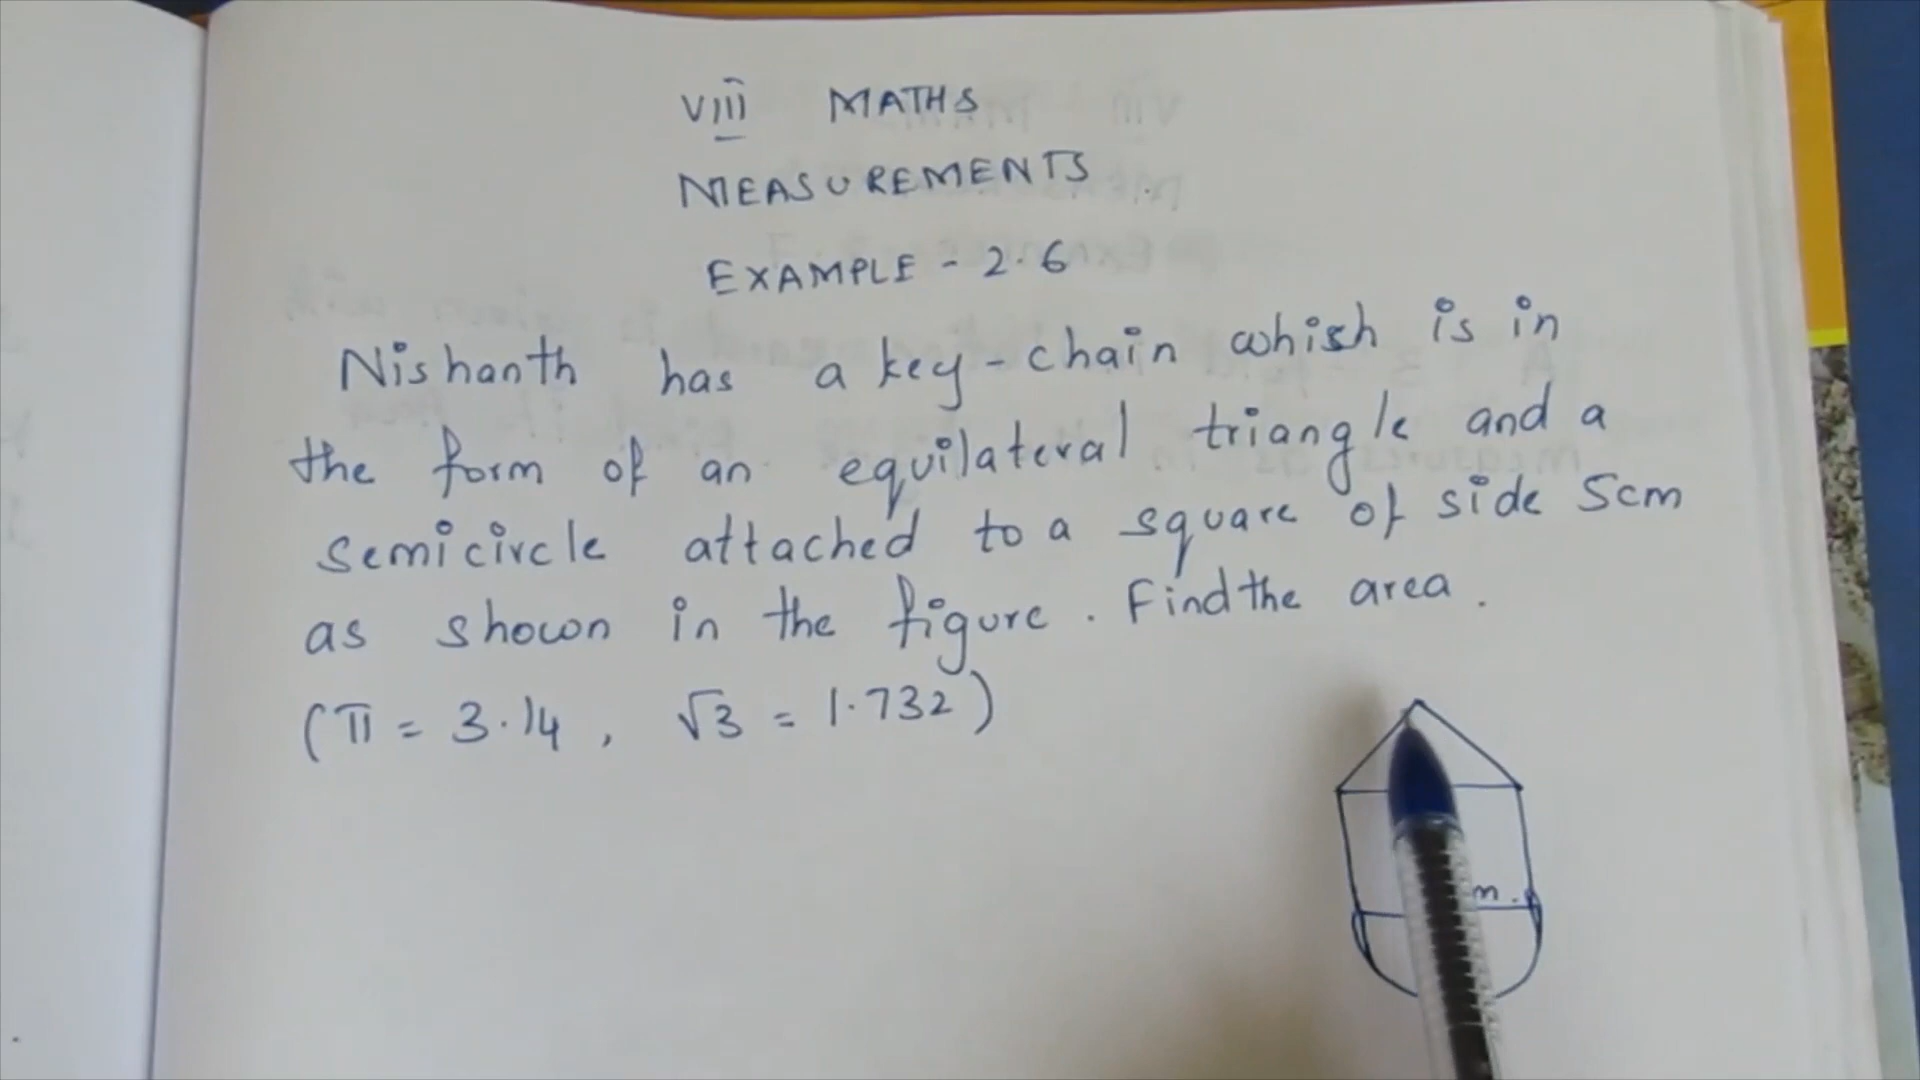 VIII MATHS
MEASUREMENTS
EXAMPLE - 2.6
Nishanth has a key-chain which is in
the form of an equilateral triangle and a
semicircle attached to a square of side 5cm
as shown in the figure. Find the area.
(π = 3.14, √3 = 1.732)
m.